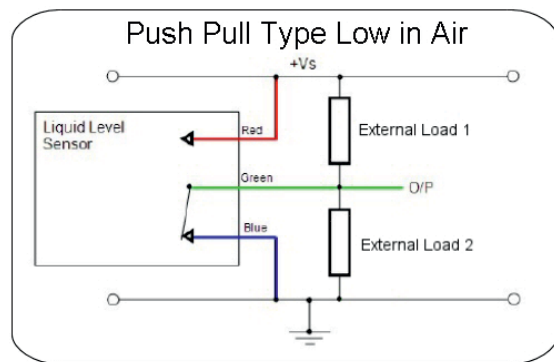 Push Pull Type Low in Air
+Vs
Liquid Level
Sensor
Red
External Load 1
Green
O/P
Blue
External Load 2